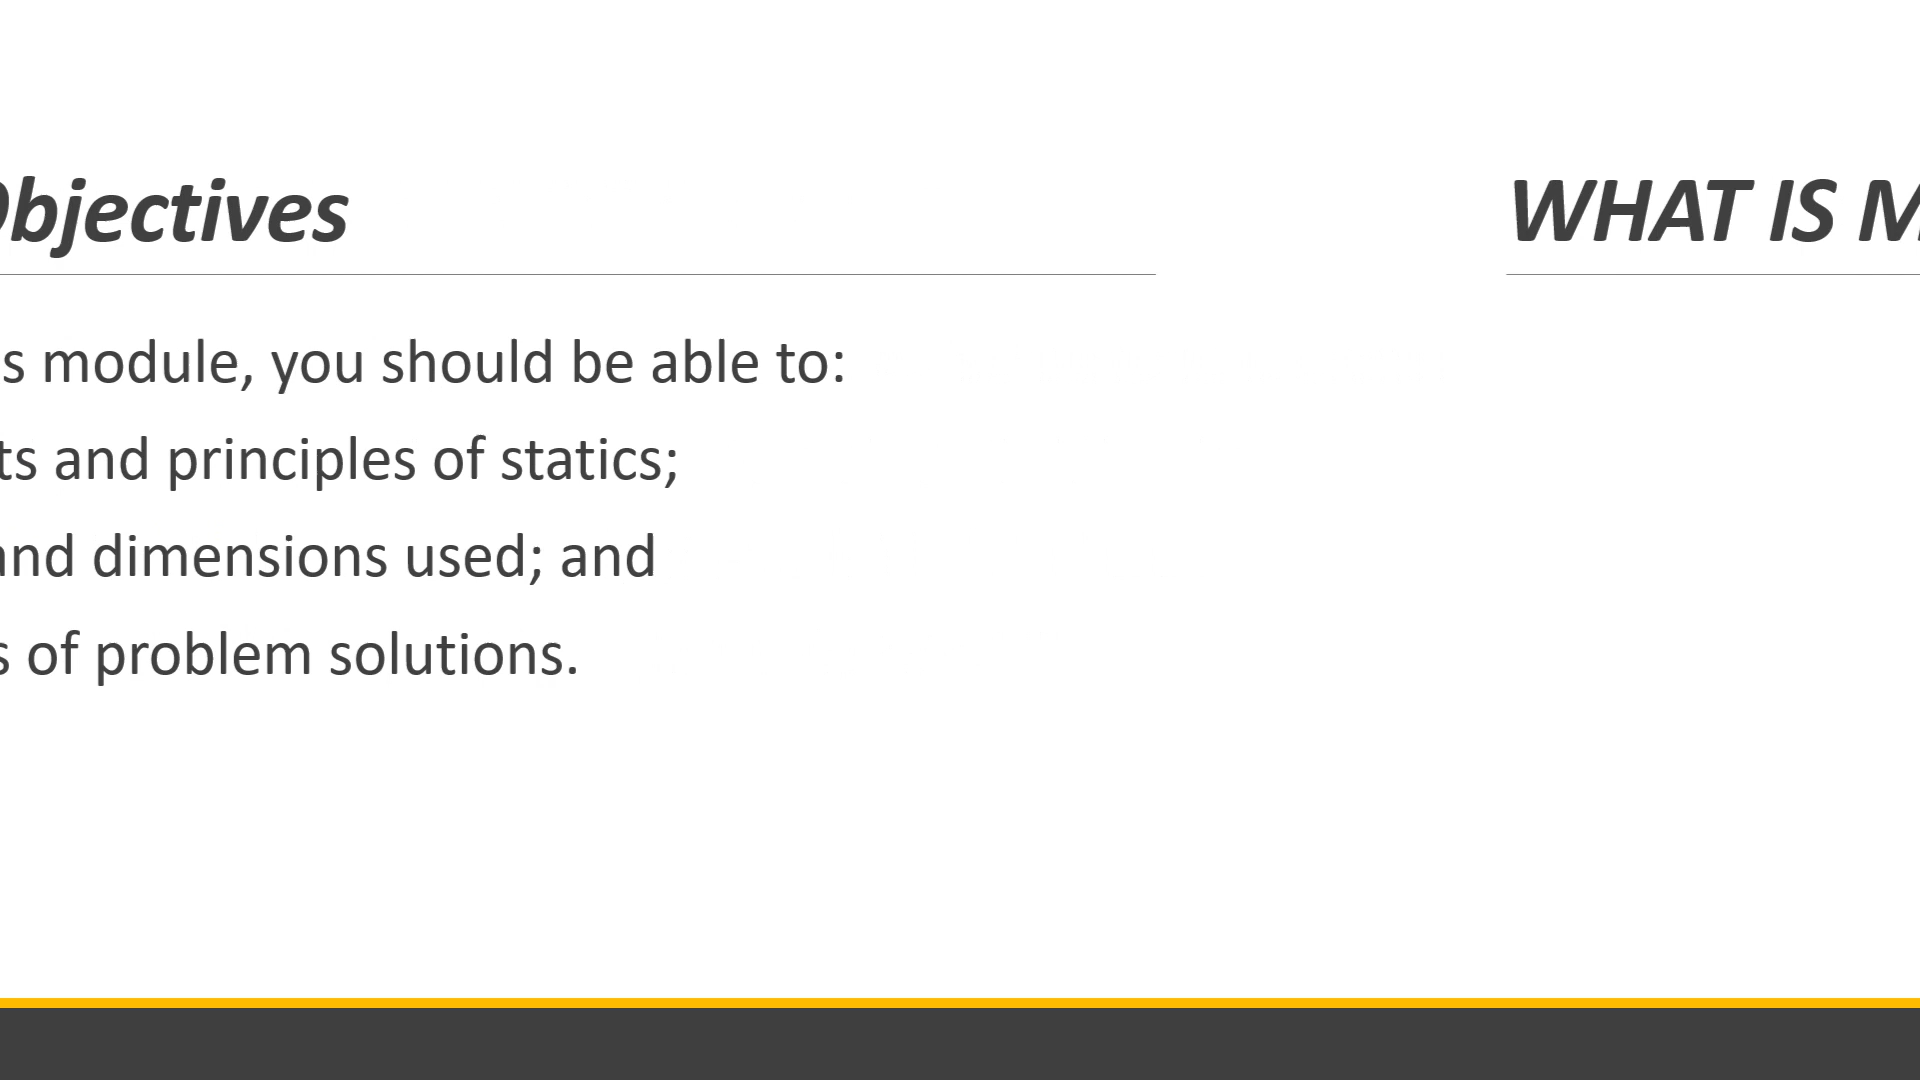 Objectives
s module, you should be able to:
ts and principles of statics;
and dimensions used; and
s of problem solutions.
WHAT IS M